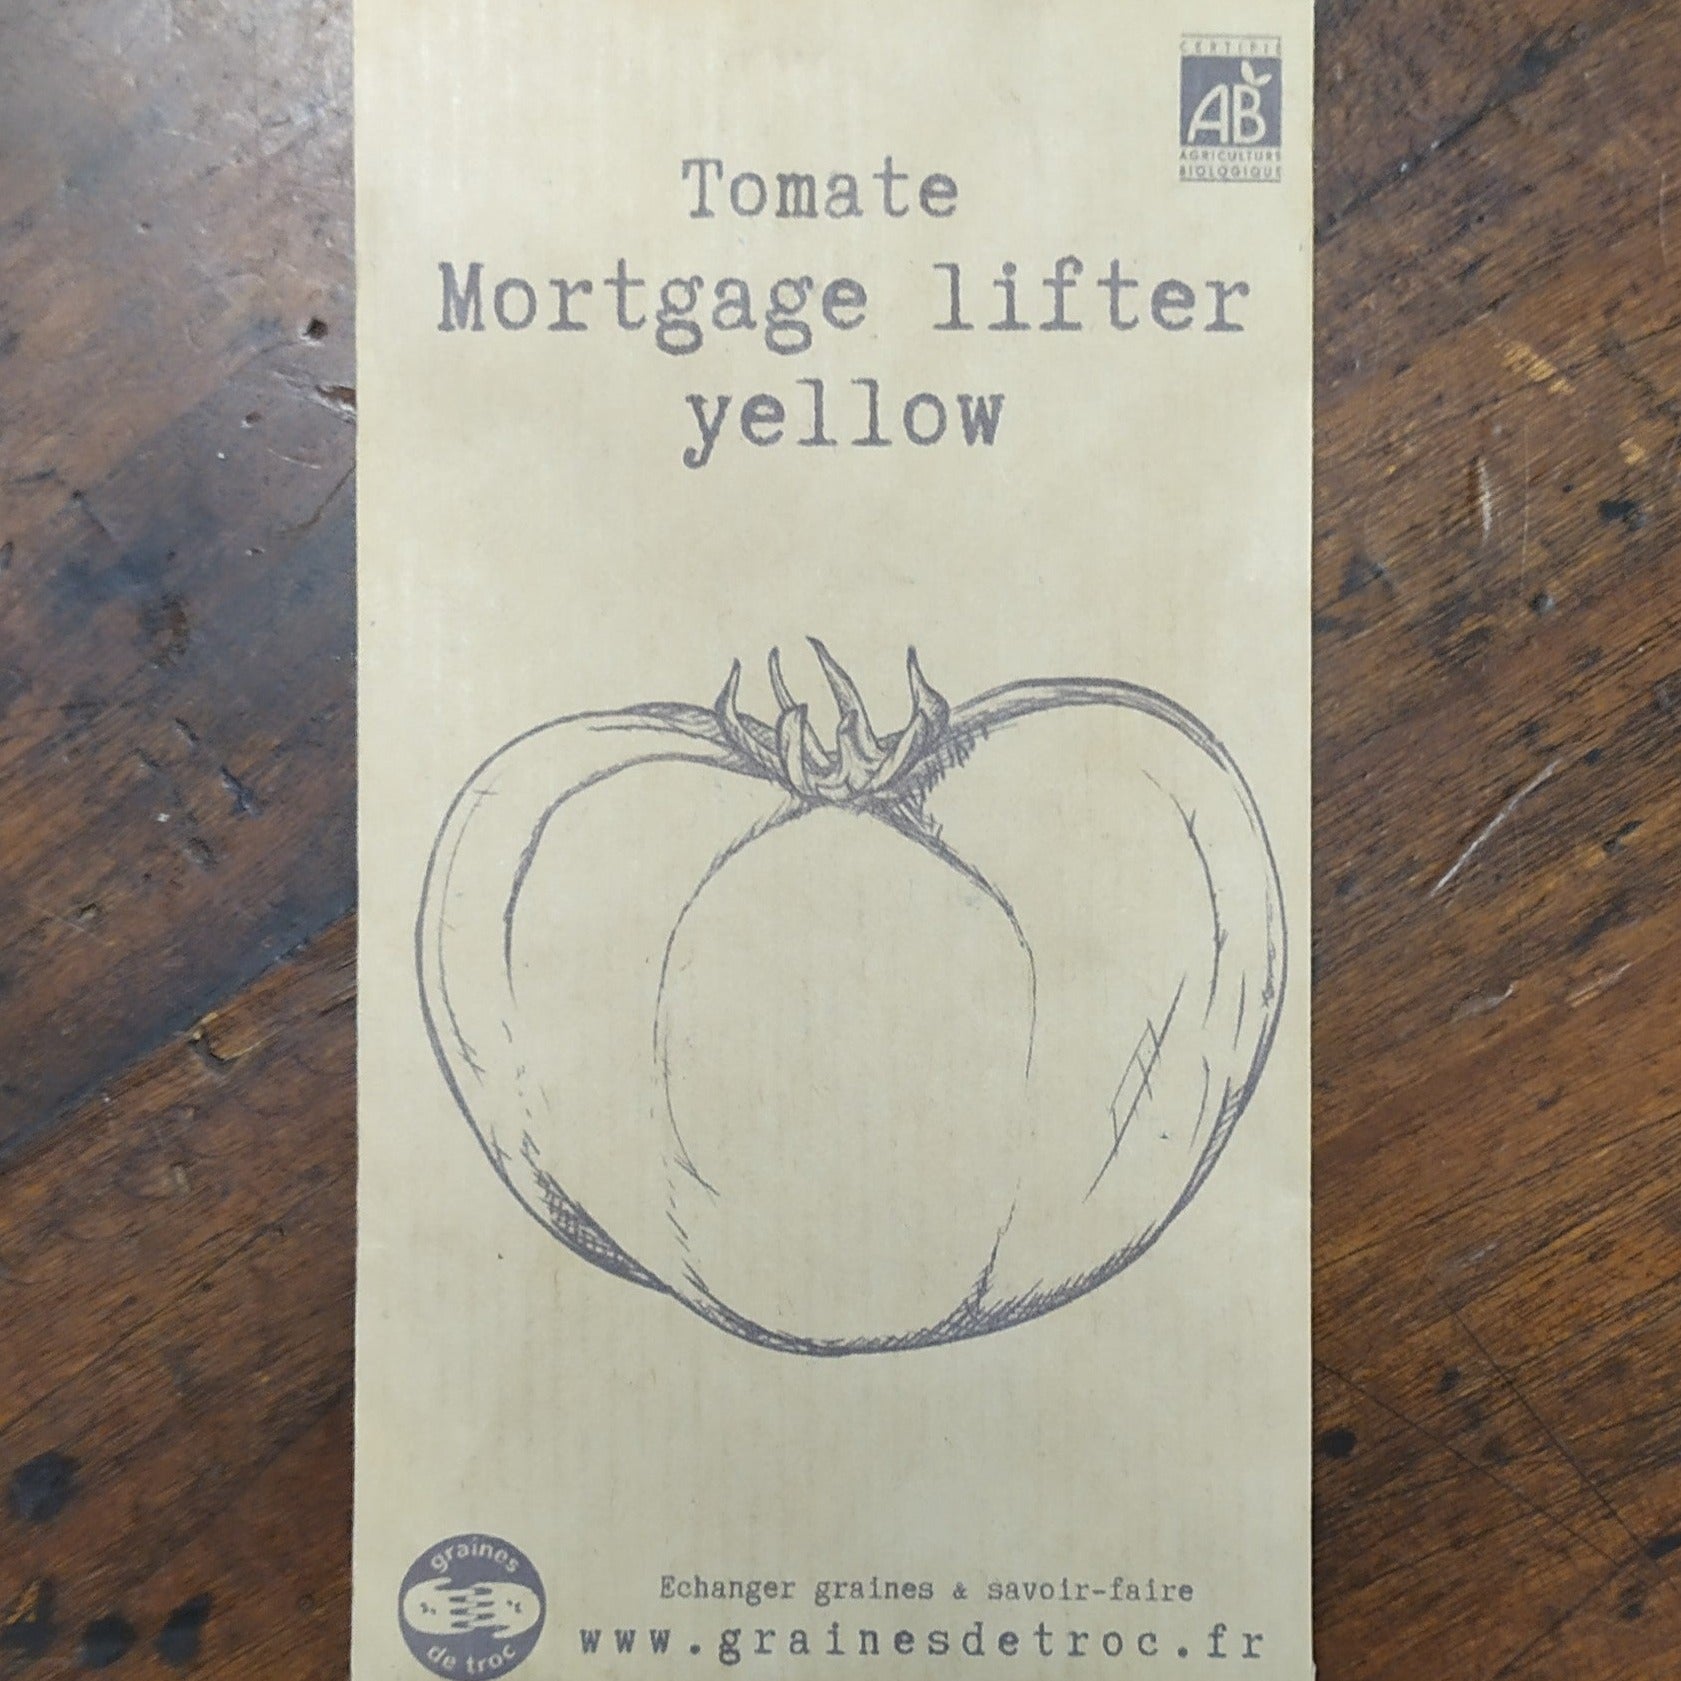 CERTIFIÉ
AB
AGRICULTURE
BIOLOGIQUE
Tomate
Mortgage lifter
yellow
graines
de troc
Echanger graines & savoir-faire
www.grainesdetroc.fr